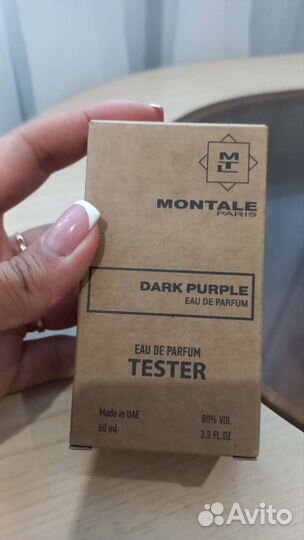 MONTALE
PARIS
DARK PURPLE
EAU DE PARFUM
EAU DE PARFUM
TESTER
Made in UAE
80% VOL
60 ml
3.3 FL.OZ
Avito